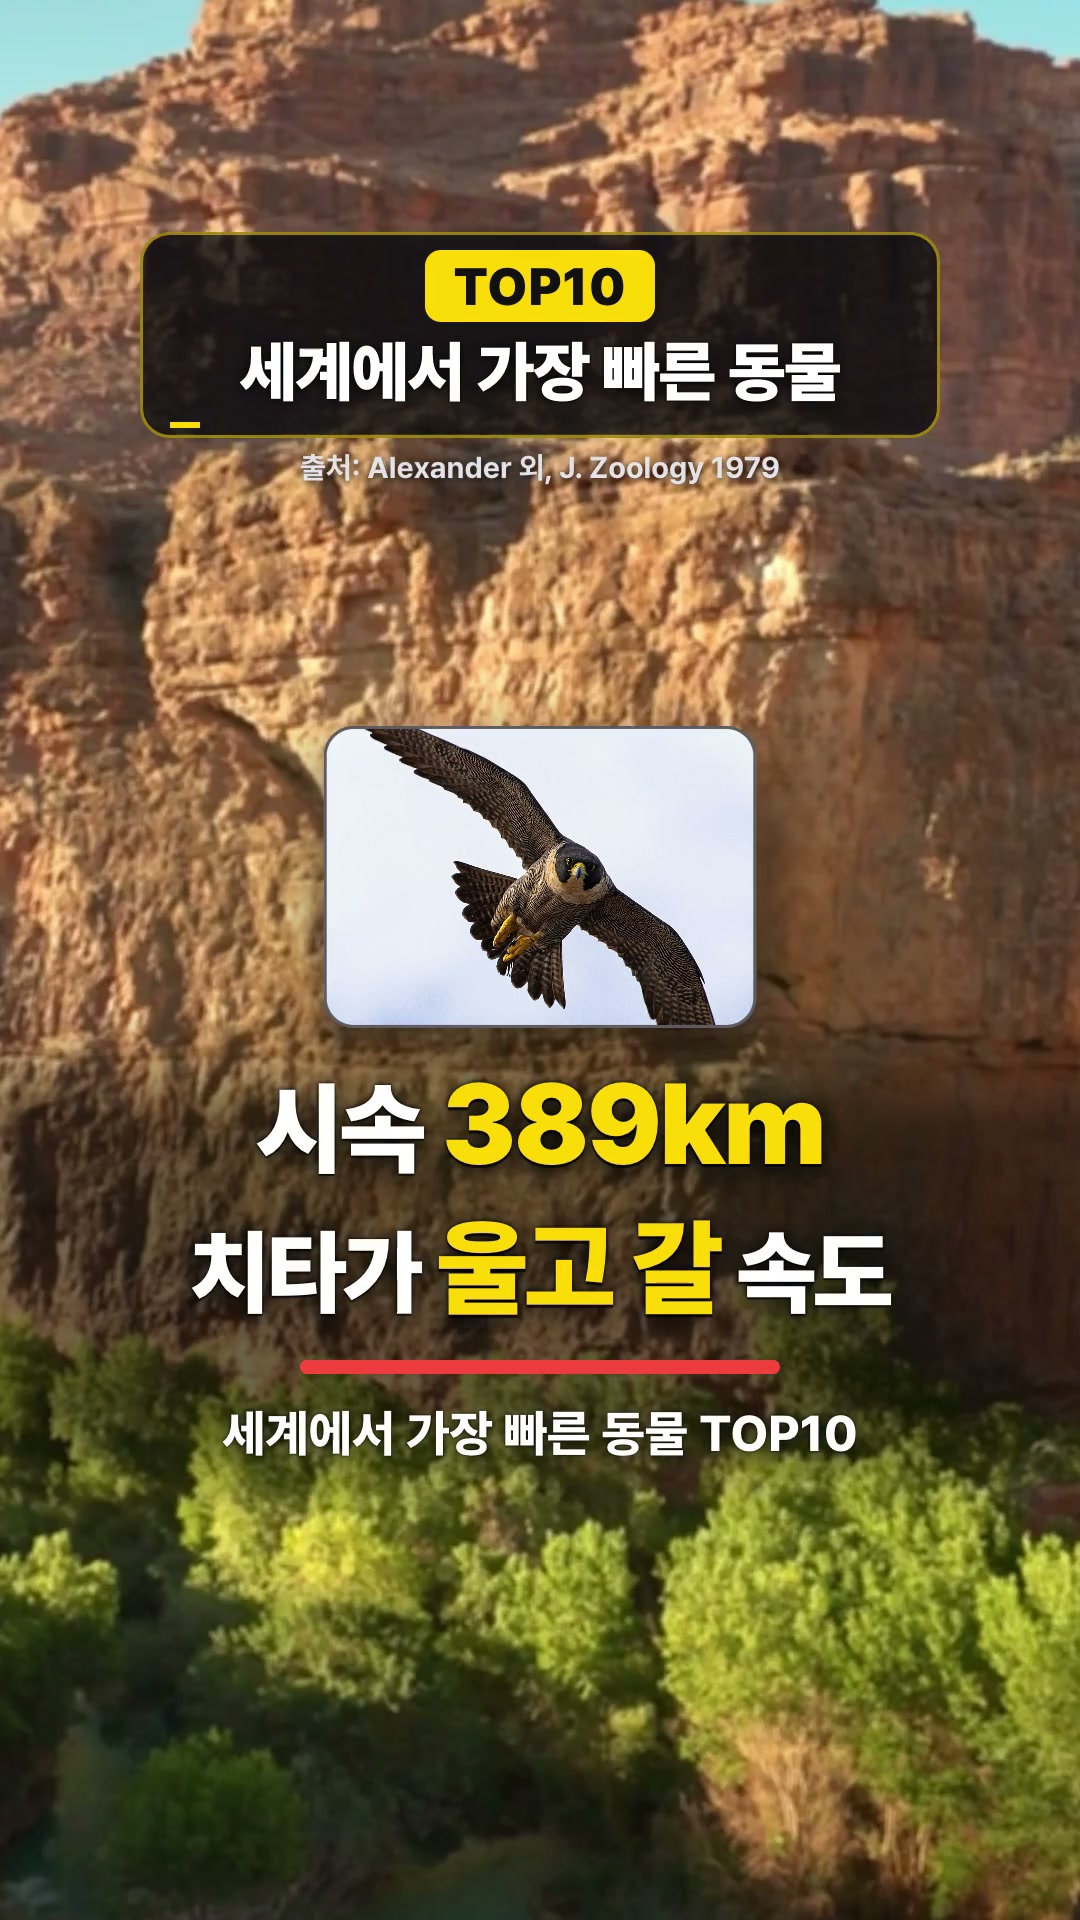 TOP10
세계에서 가장 빠른 동물
출처: Alexander 외, J. Zoology 1979
시속 389km
치타가 울고 갈 속도
세계에서 가장 빠른 동물 TOP10